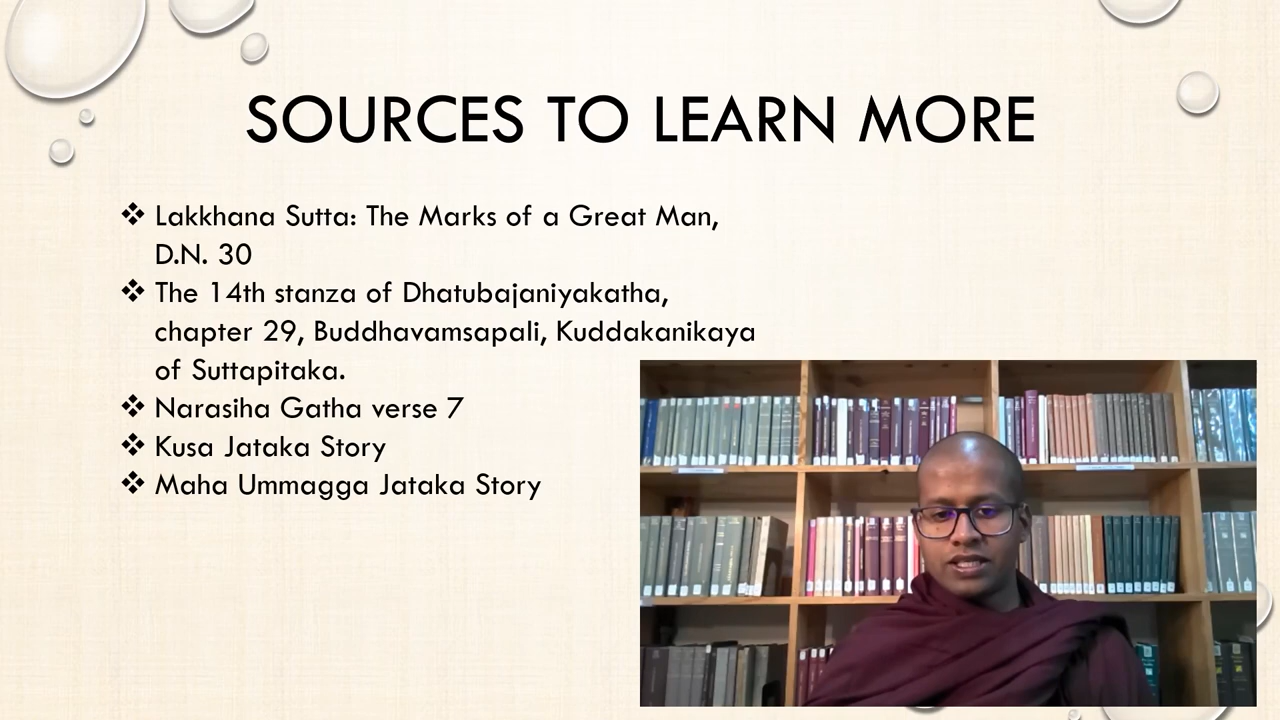 SOURCES TO LEARN MORE
❖ Lakkhana Sutta: The Marks of a Great Man,
D.N. 30
❖ The 14th stanza of Dhatubajaniyakatha,
chapter 29, Buddhavamsapali, Kuddakanikaya
of Suttapitaka.
❖ Narasiha Gatha verse 7
❖ Kusa Jataka Story
❖ Maha Ummagga Jataka Story